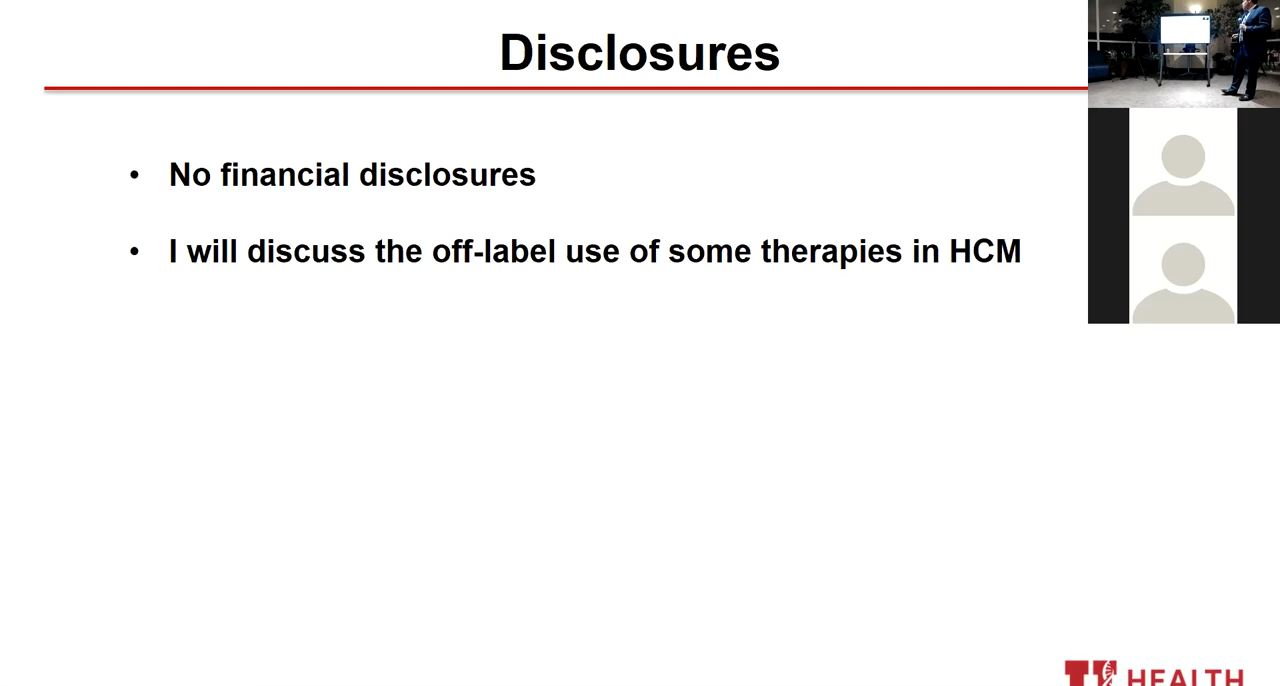 Disclosures
• No financial disclosures
• I will discuss the off-label use of some therapies in HCM
HEALTH